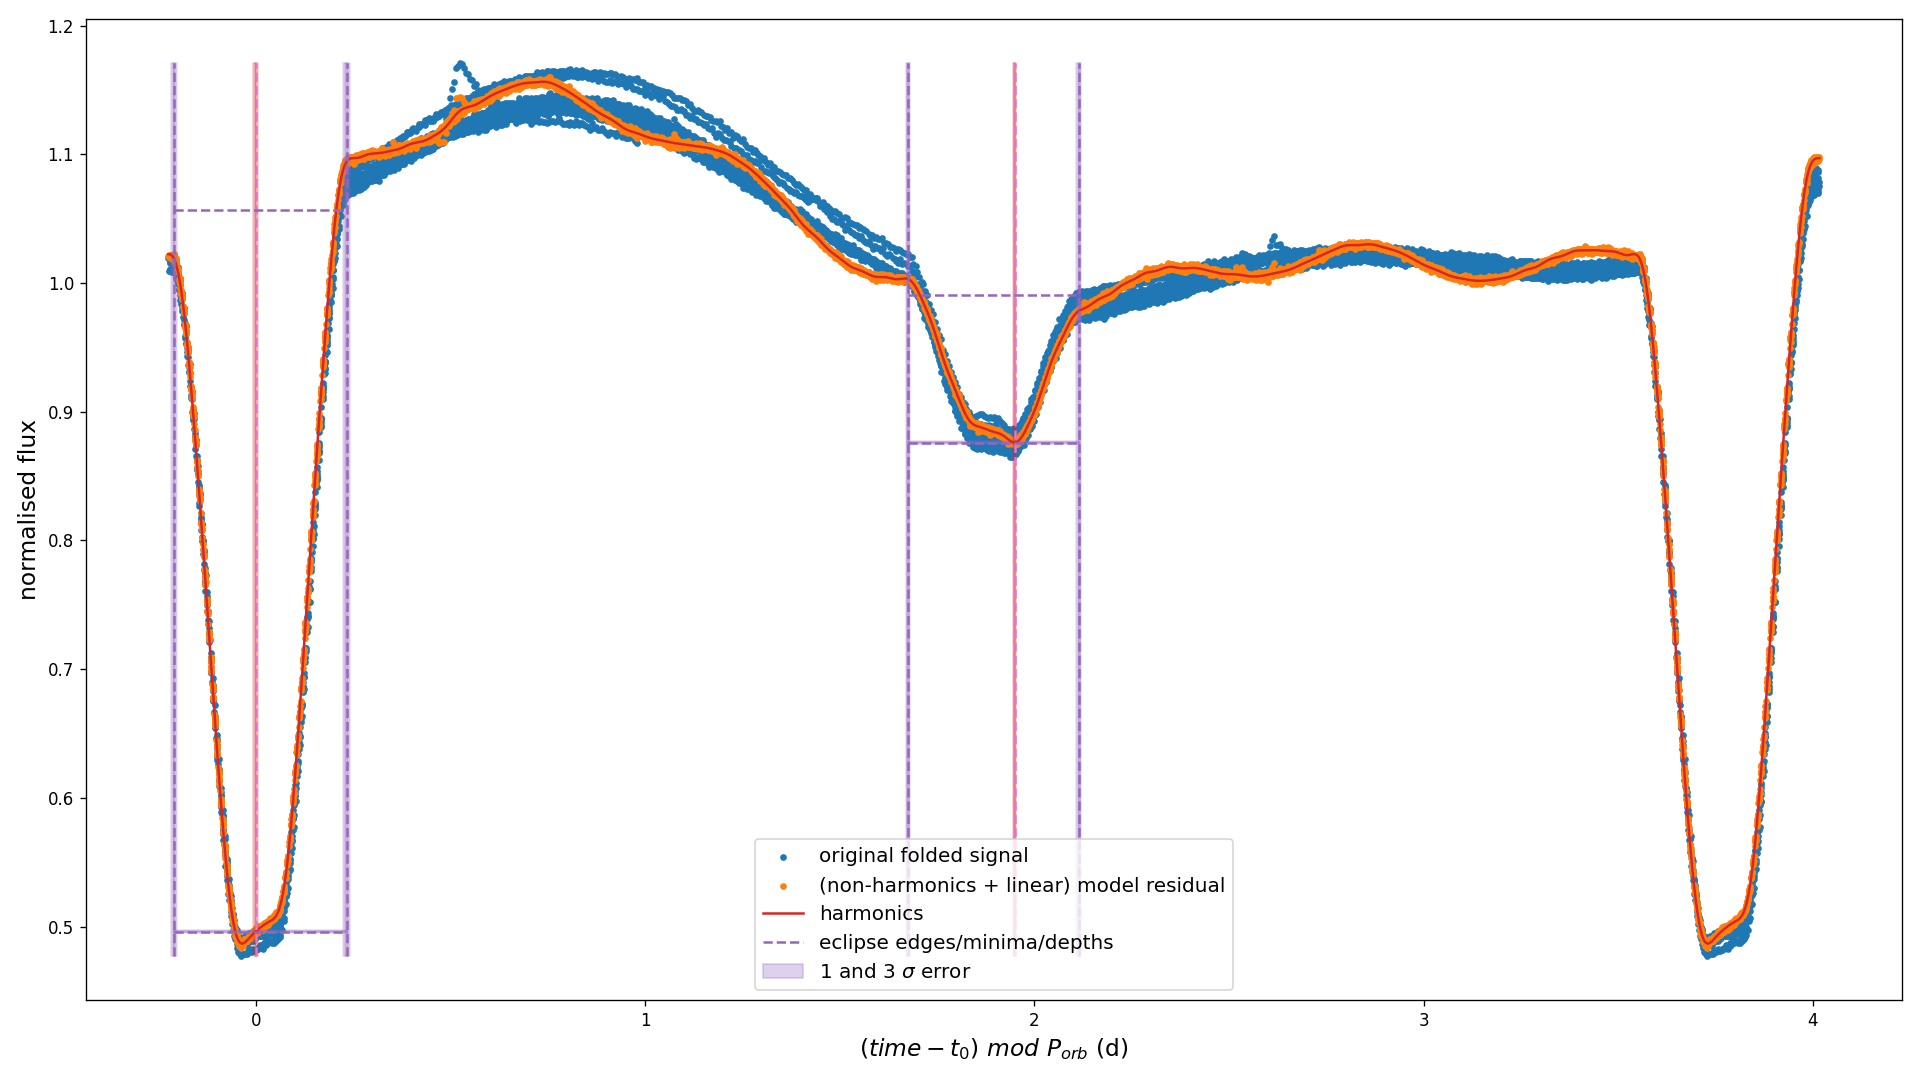 1.2
1.1
1.0
0.9
0.8
0.7
0.6
0.5
normalised flux
original folded signal
(non-harmonics + linear) model residual
harmonics
eclipse edges/minima/depths
1 and 3 σ error
0 1 2 3 4
(time − t₀) mod Pₒᵣᵦ (d)